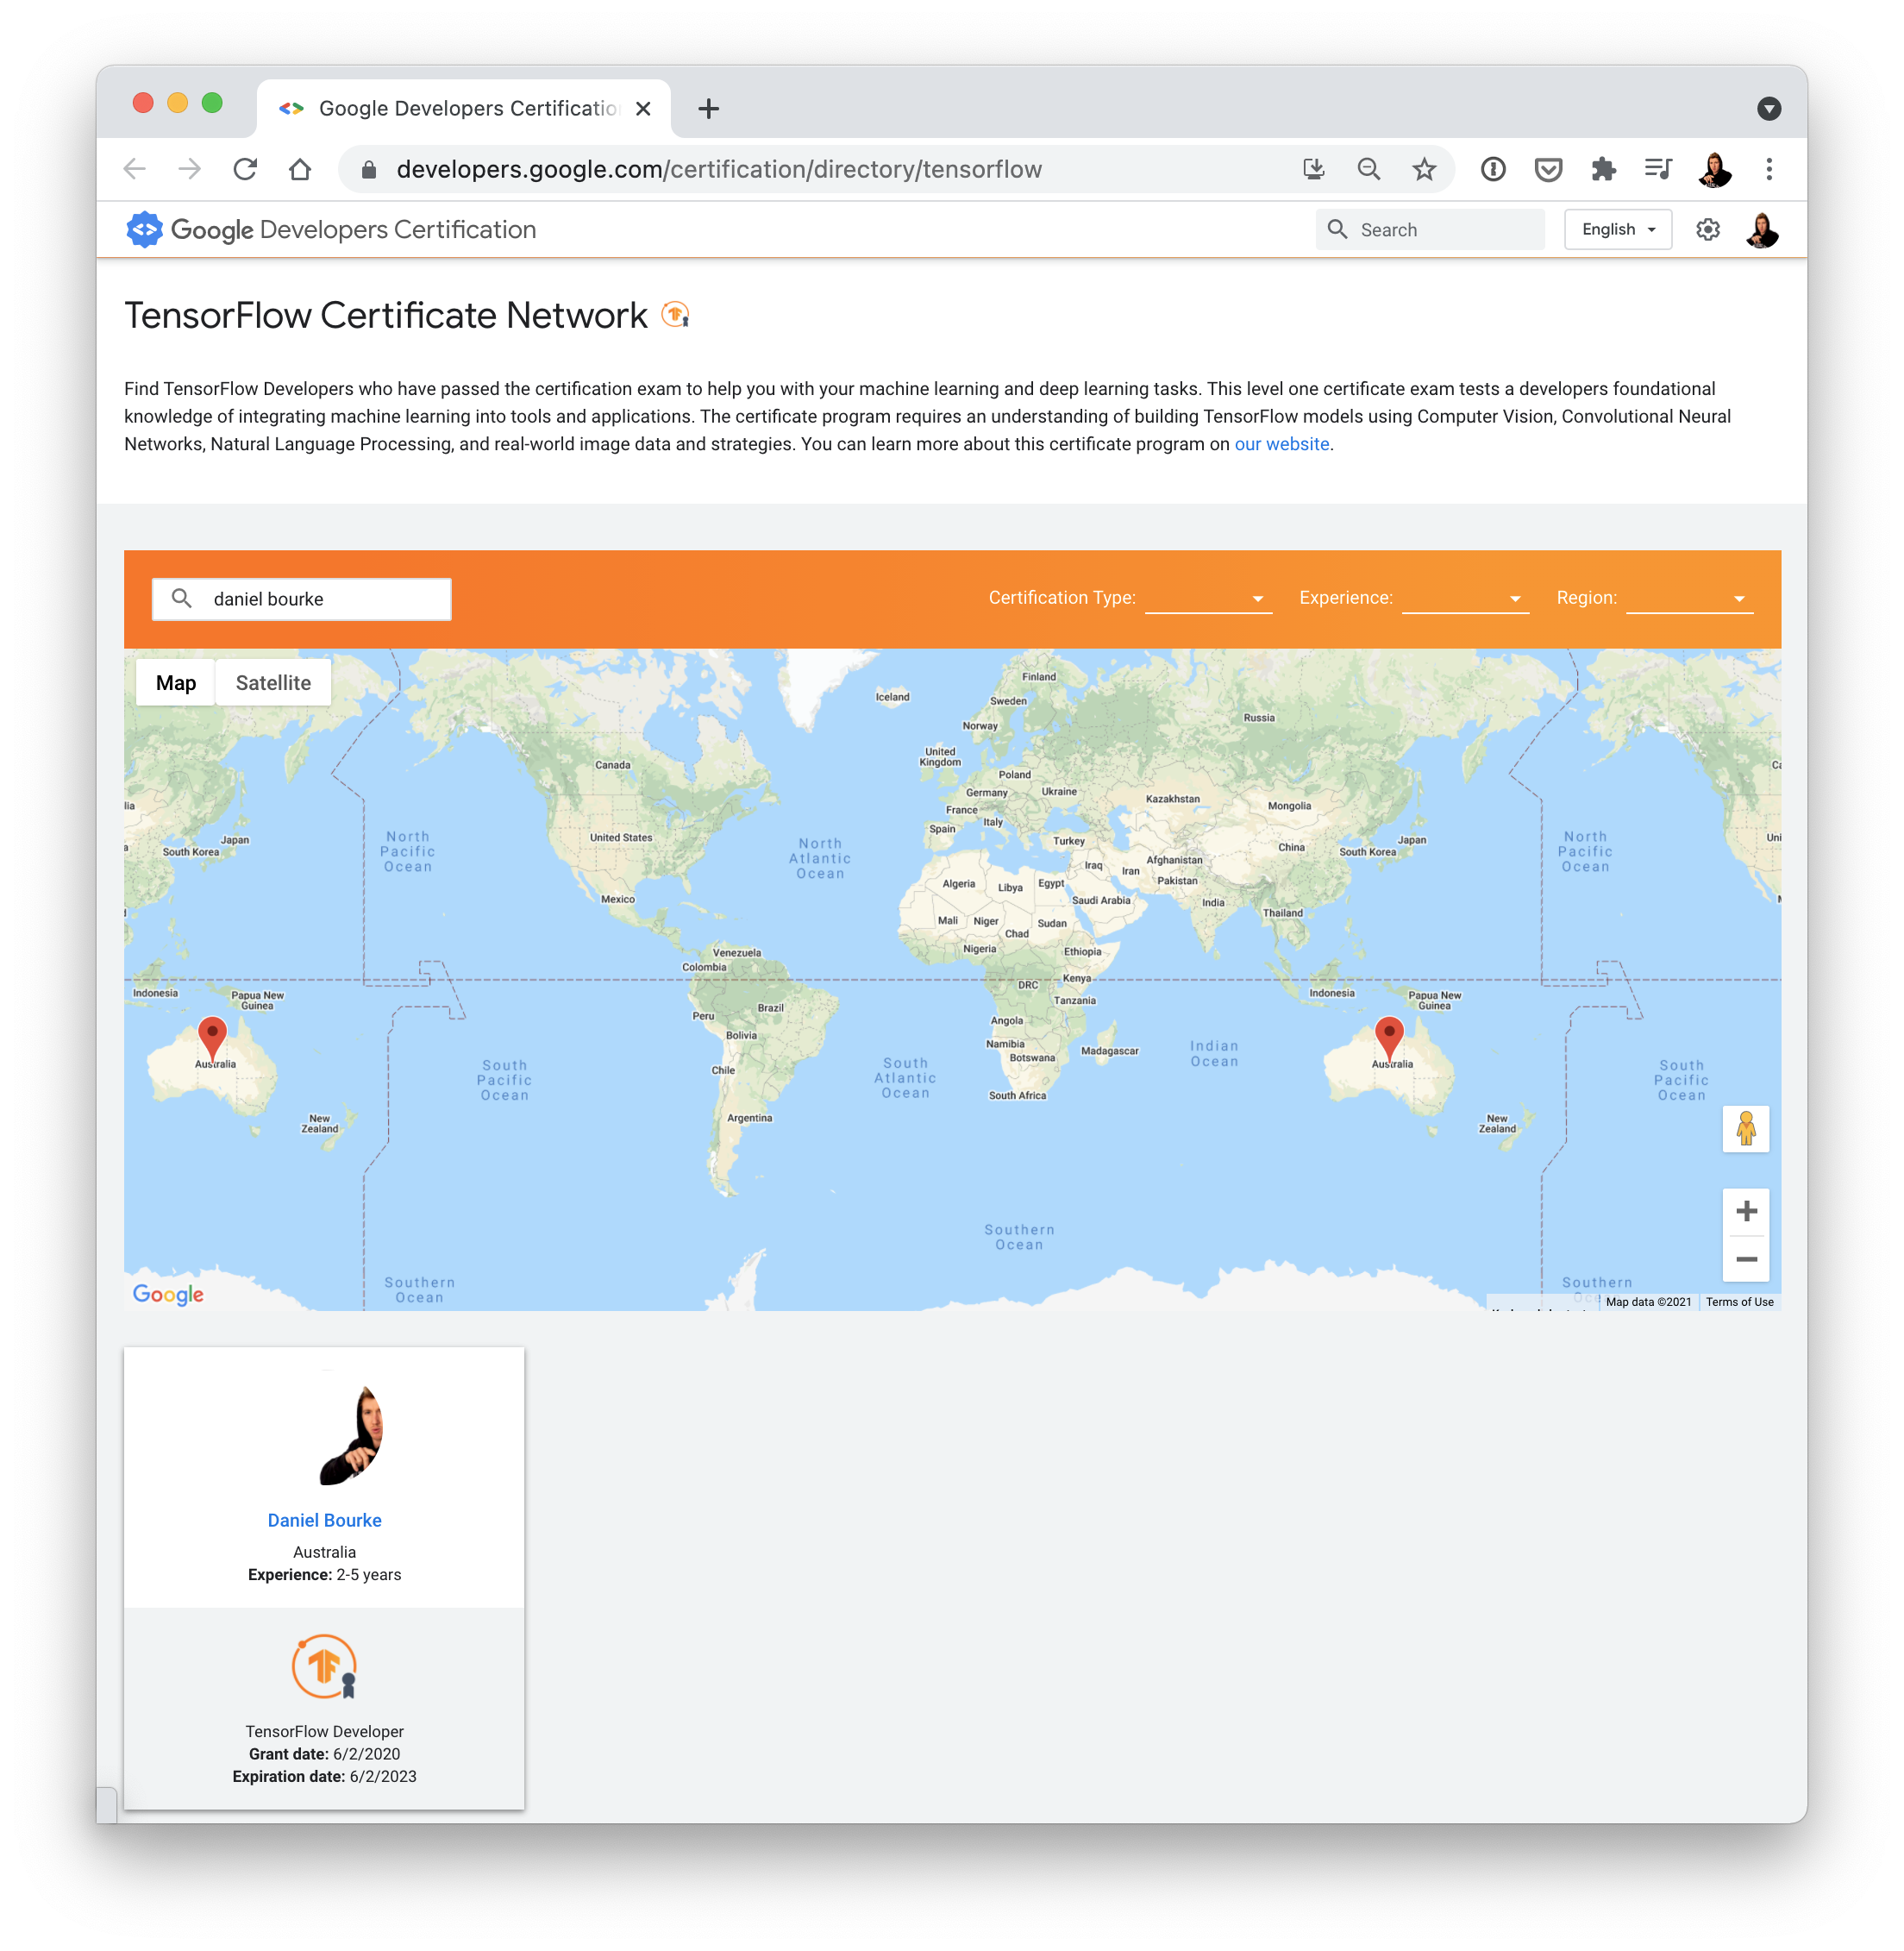 Google Developers Certificatio
developers.google.com/certification/directory/tensorflow
Google Developers Certification
Search
English
TensorFlow Certificate Network
Find TensorFlow Developers who have passed the certification exam to help you with your machine learning and deep learning tasks. This level one certificate exam tests a developers foundational
knowledge of integrating machine learning into tools and applications. The certificate program requires an understanding of building TensorFlow models using Computer Vision, Convolutional Neural
Networks, Natural Language Processing, and real-world image data and strategies. You can learn more about this certificate program on our website.
daniel bourke
Certification Type:
Experience:
Region:
Map
Satellite
Finland
Iceland
Sweden
Norway
Russia
United
Kingdom
Canada
Poland
Germany
Ukraine
Kazakhstan
Mongolia
France
Italy
Spain
United States
Turkey
Japan
South Korea
North
Pacific
Ocean
North
Atlantic
Ocean
China
Japan
South Korea
North
Pacific
Ocean
Iraq
Iran
Afghanistan
Pakistan
Algeria
Libya
Egypt
Saudi Arabia
India
Mexico
Thailand
Mali
Niger
Chad
Sudan
Nigeria
Ethiopia
Venezuela
Colombia
Kenya
DRC
Indonesia
Papua New
Guinea
Tanzania
Indonesia
Papua New
Guinea
Peru
Brazil
Angola
Bolivia
Namibia
Botswana
Madagascar
Indian
Ocean
Australia
South
Pacific
Ocean
Chile
South
Atlantic
Ocean
Australia
South
Pacific
Ocean
South Africa
New
Zealand
Argentina
New
Zealand
Southern
Ocean
Southern
Ocean
Southern
Google
Map data ©2021
Terms of Use
Daniel Bourke
Australia
Experience: 2-5 years
TensorFlow Developer
Grant date: 6/2/2020
Expiration date: 6/2/2023